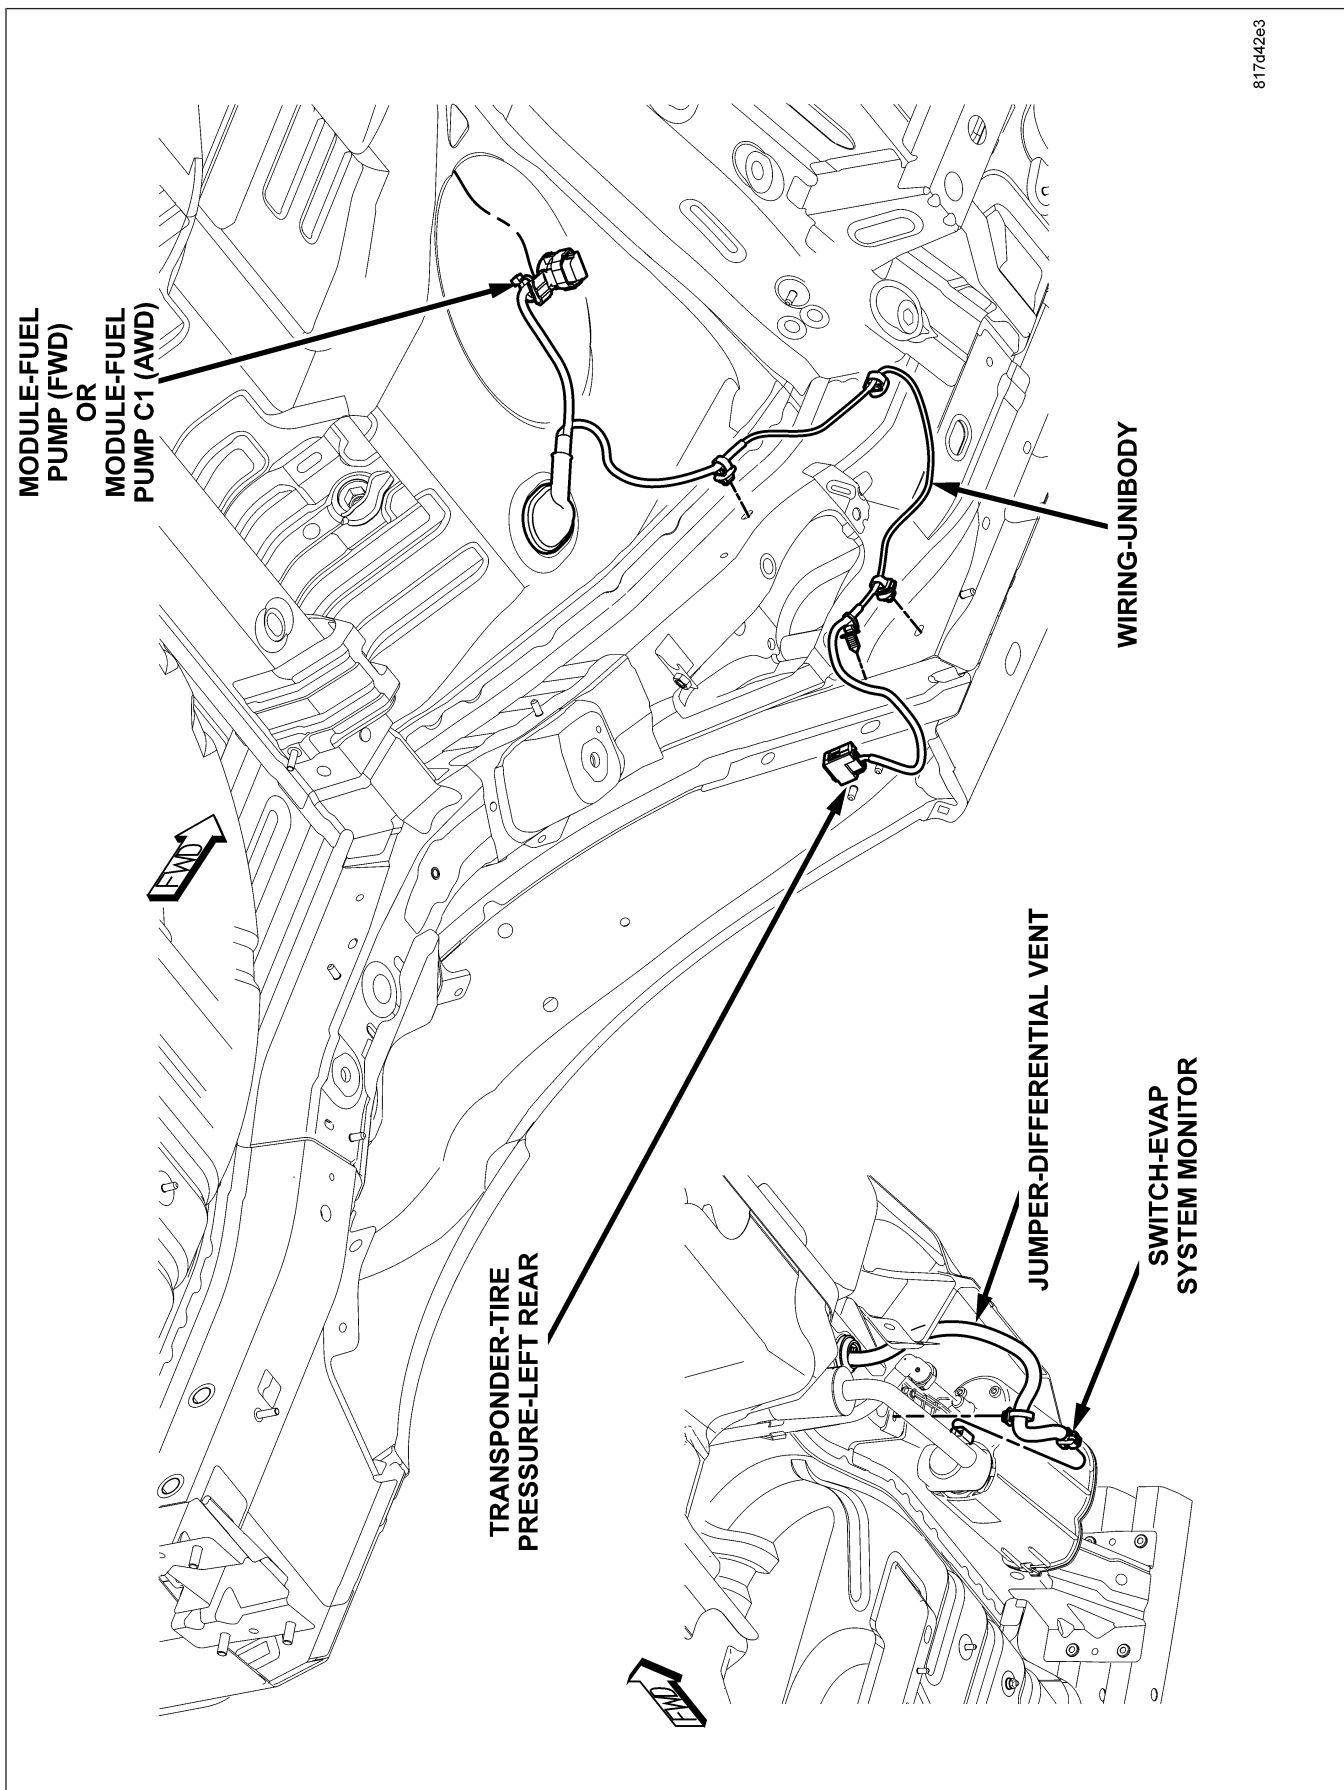 817d42e3
MODULE-FUEL
PUMP (FWD)
OR
MODULE-FUEL
PUMP C1 (AWD)
WIRING-UNIBODY
FWD
TRANSPONDER-TIRE
PRESSURE-LEFT REAR
JUMPER-DIFFERENTIAL VENT
SWITCH-EVAP
SYSTEM MONITOR
FWD